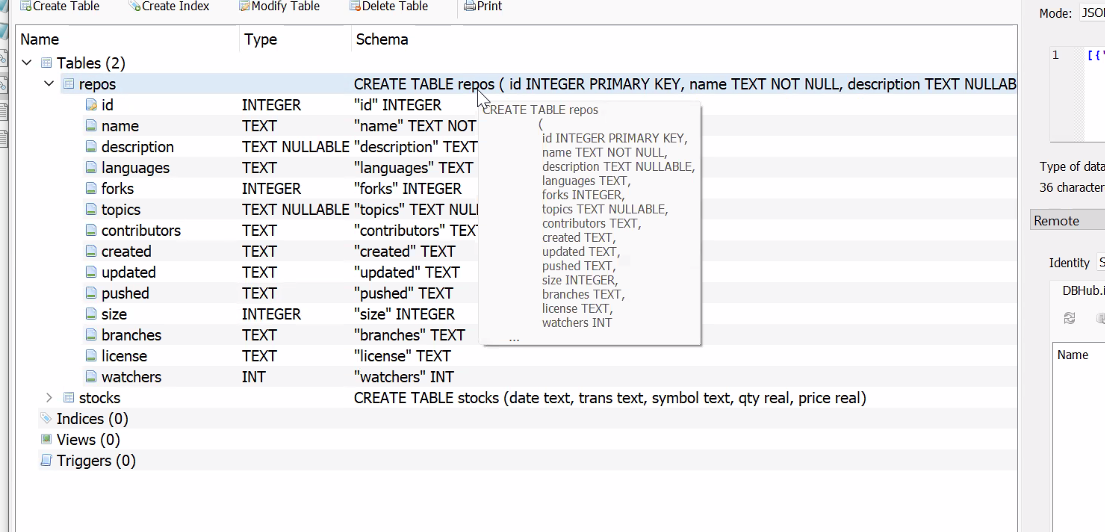 Create Table Create Index Modify Table Delete Table Print
Name Type Schema
Tables (2)
repos CREATE TABLE repos ( id INTEGER PRIMARY KEY, name TEXT NOT NULL, description TEXT NULLAB
id INTEGER "id" INTEGER
name TEXT "name" TEXT NOT
description TEXT NULLABLE "description" TEXT
languages TEXT "languages" TEXT
forks INTEGER "forks" INTEGER
topics TEXT NULLABLE "topics" TEXT NUL
contributors TEXT "contributors" TEX
created TEXT "created" TEXT
updated TEXT "updated" TEXT
pushed TEXT "pushed" TEXT
size INTEGER "size" INTEGER
branches TEXT "branches" TEXT
license TEXT "license" TEXT
watchers INT "watchers" INT
stocks CREATE TABLE stocks (date text, trans text, symbol text, qty real, price real)
Indices (0)
Views (0)
Triggers (0)
CREATE TABLE repos
(
id INTEGER PRIMARY KEY,
name TEXT NOT NULL,
description TEXT NULLABLE,
languages TEXT,
forks INTEGER,
topics TEXT NULLABLE,
contributors TEXT,
created TEXT,
updated TEXT,
pushed TEXT,
size INTEGER,
branches TEXT,
license TEXT,
watchers INT
...
Mode: JSON
1 [{'
Type of data
36 character
Remote
Identity S
DBHub.i
Name